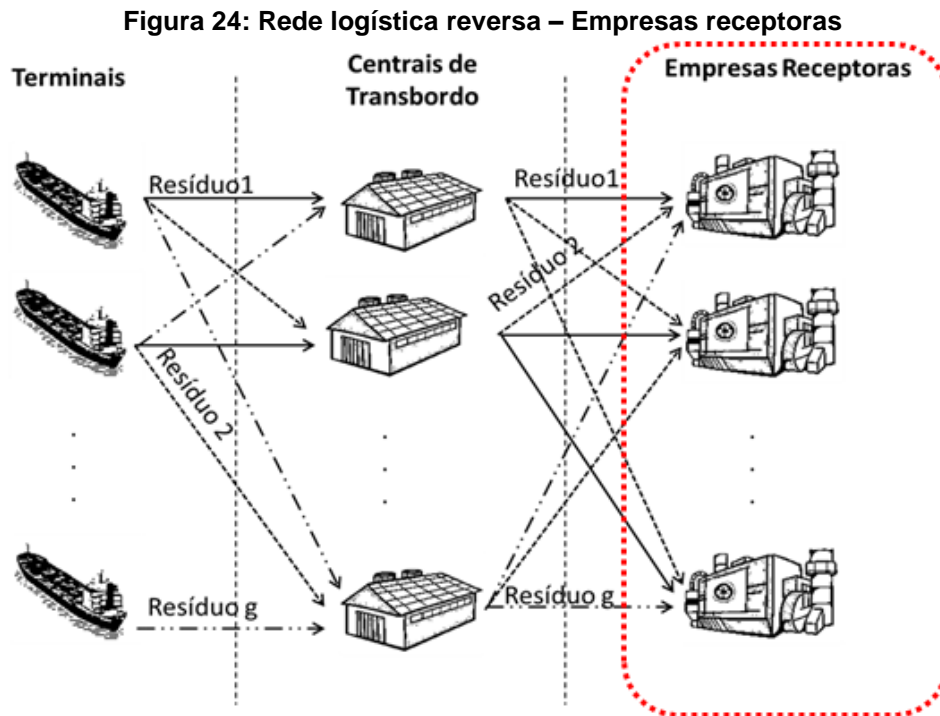 Figura 24: Rede logística reversa – Empresas receptoras
Terminais
Centrais de
Transbordo
Empresas Receptoras
Resíduo1
Resíduo1
Resíduo 2
Resíduo 2
Resíduo g
Resíduo g